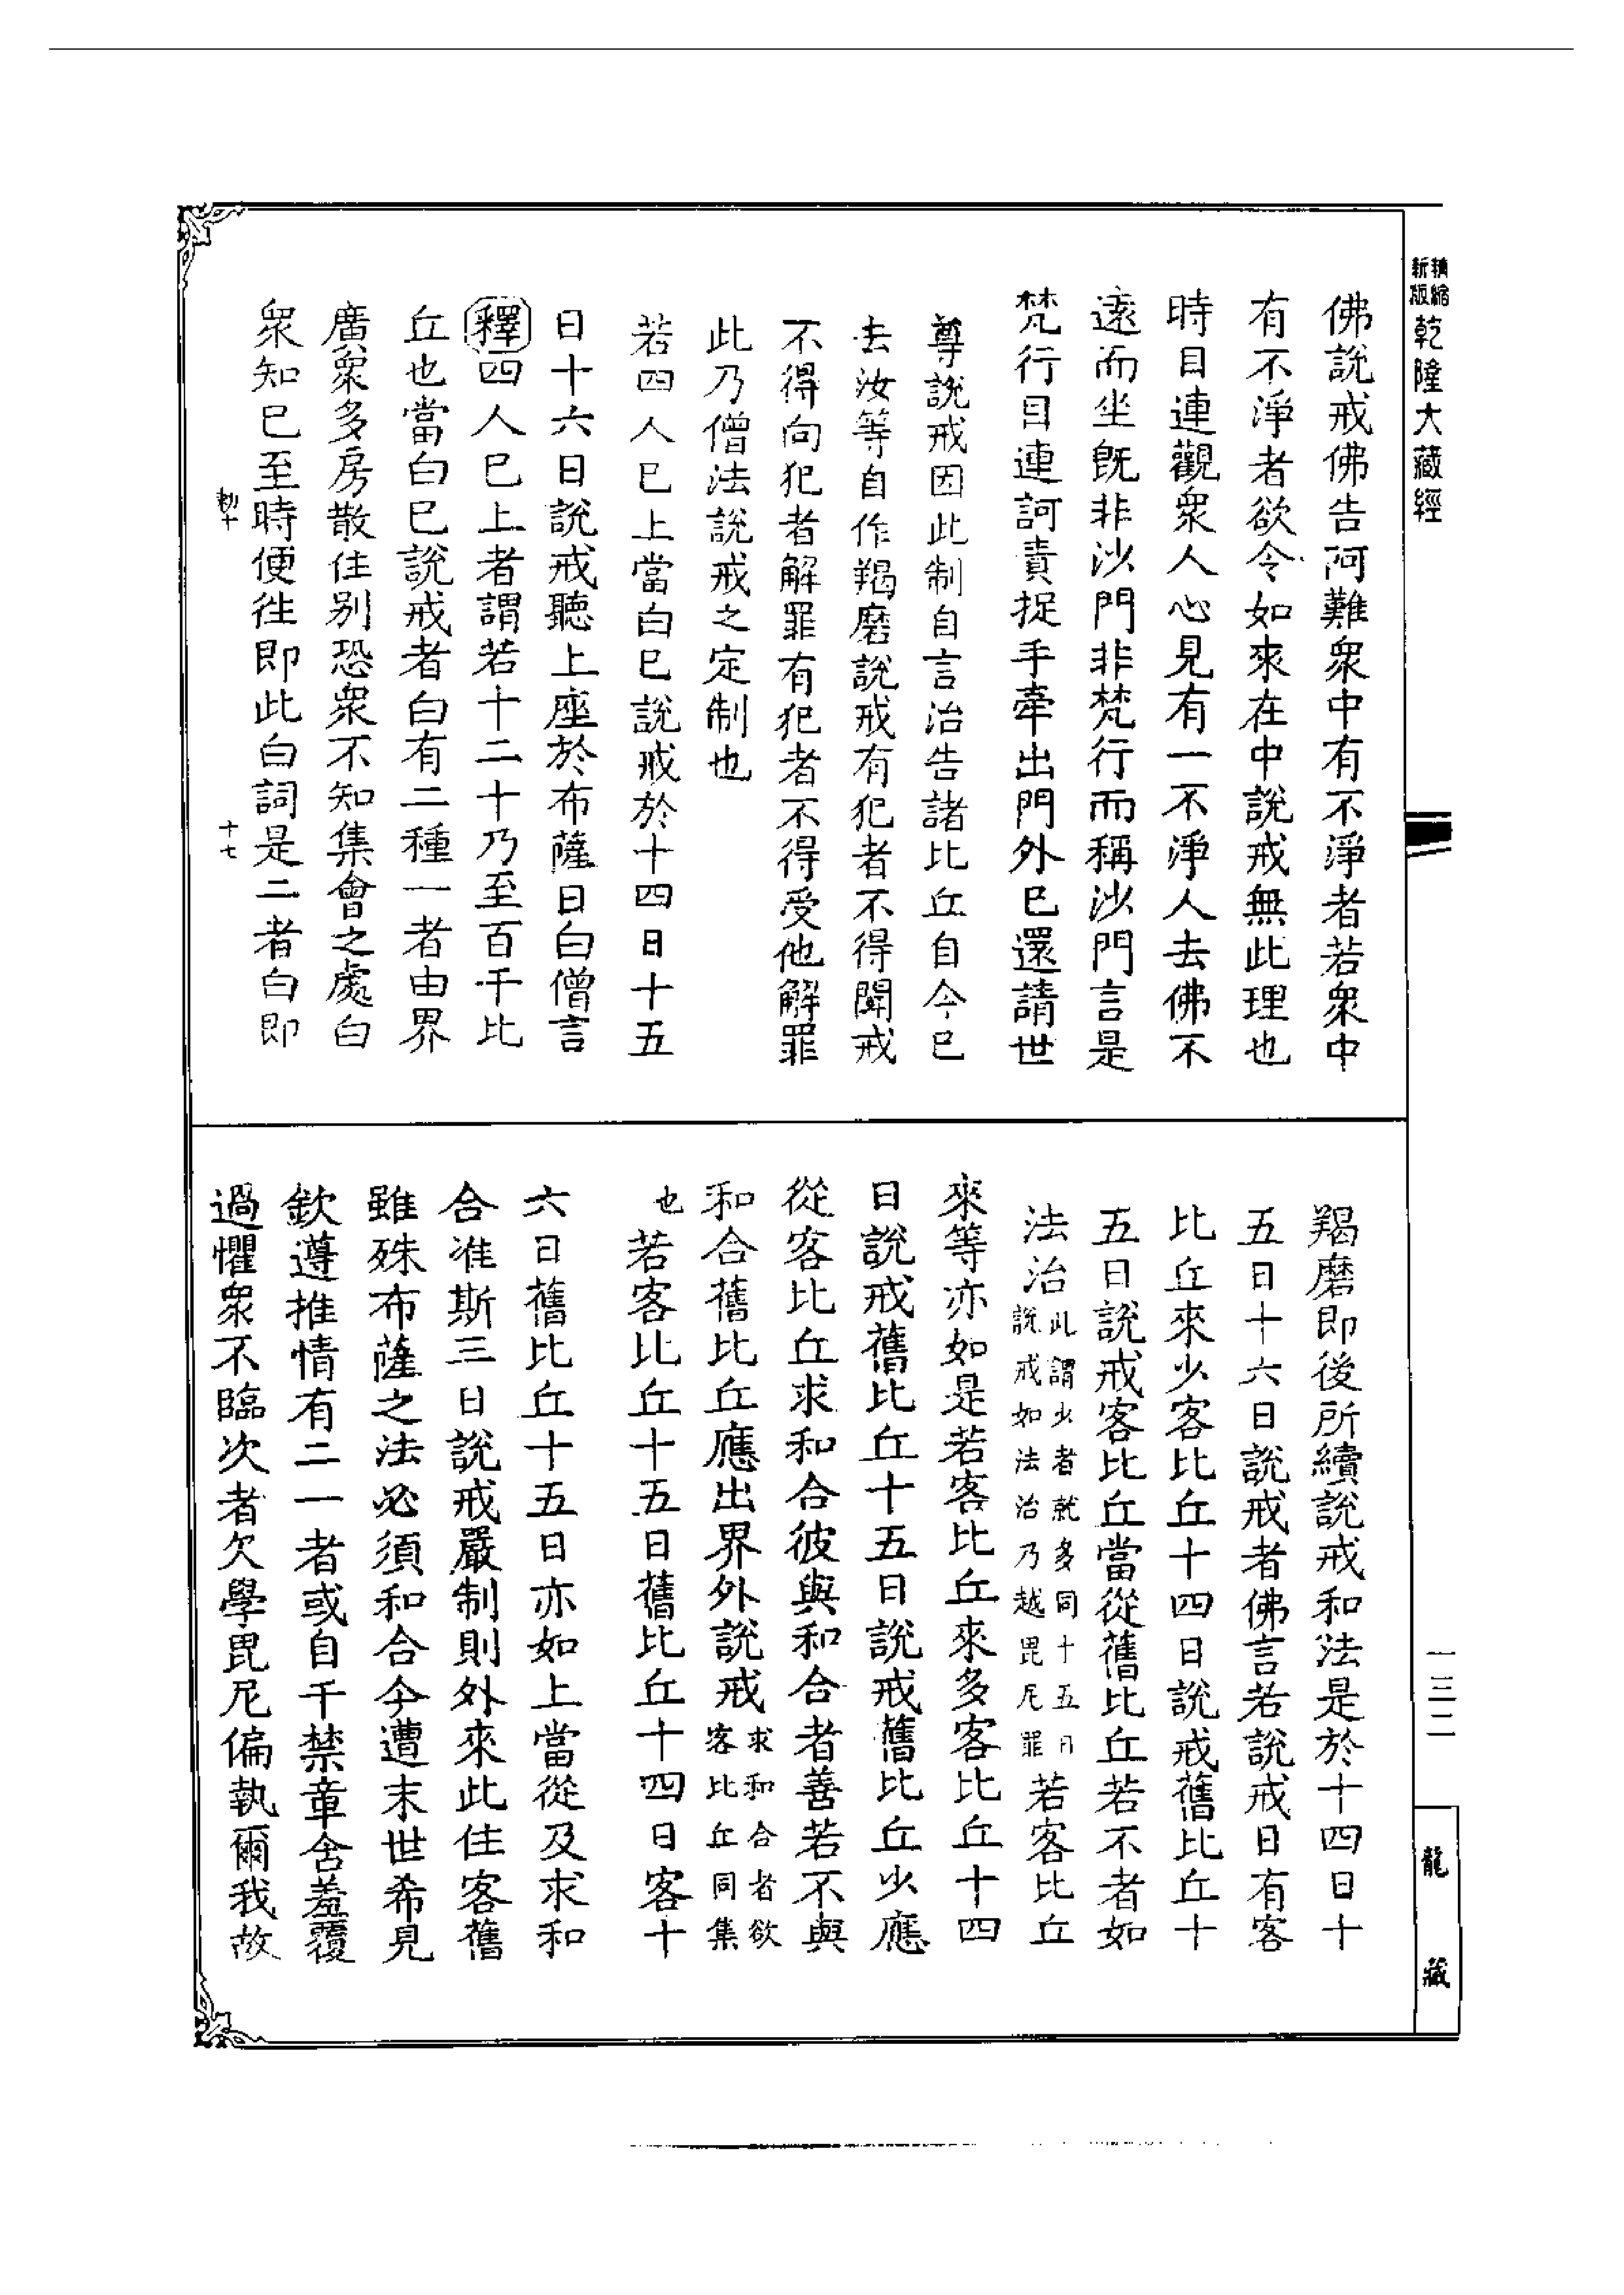 精縮新版乾隆大藏經
佛說戒佛告阿難衆中有不淨者若衆中
有不淨者欲令如來在中說戒無此理也
時目連觀衆人心見有一不淨人去佛不
遠而坐旣非沙門非梵行而稱沙門言是
梵行目連訶責捉手牽出門外已還請世
尊說戒因此制自言治告諸比丘自今已
去汝等自作羯磨說戒有犯者不得聞戒
不得向犯者解罪有犯者不得受他解罪
此乃僧法說戒之定制也
若四人已上當白已說戒於十四日十五
日十六日說戒聽上座於布薩日白僧言
釋四人已上者謂若十二十乃至百千比
丘也當白已說戒者白有二種一者由界
廣衆多房散住別恐衆不知集會之處白
衆知已至時便往即此白詞是二者白即
勅十 十七
羯磨即後所續說戒和法是於十四日十
五日十六日說戒者佛言若說戒日有客
比丘來少客比丘十四日說戒舊比丘十
五日說戒客比丘當從舊比丘若不者如
法治此謂少者就多同十五日說戒如法治乃越毘尼罪若客比丘
來等亦如是若客比丘來多客比丘十四
日說戒舊比丘十五日說戒舊比丘少應
從客比丘求和合彼與和合者善若不與
和合舊比丘應出界外說戒求和合者欲客比丘同集
也若客比丘十五日舊比丘十四日客十
六日舊比丘十五日亦如上當從及求和
合准斯三日說戒嚴制則外來此住客舊
雖殊布薩之法必須和合今遭末世希見
欽遵推情有二一者或自干禁章含羞覆
過懼衆不臨次者欠學毘尼偏執爾我故
一三二
龍藏